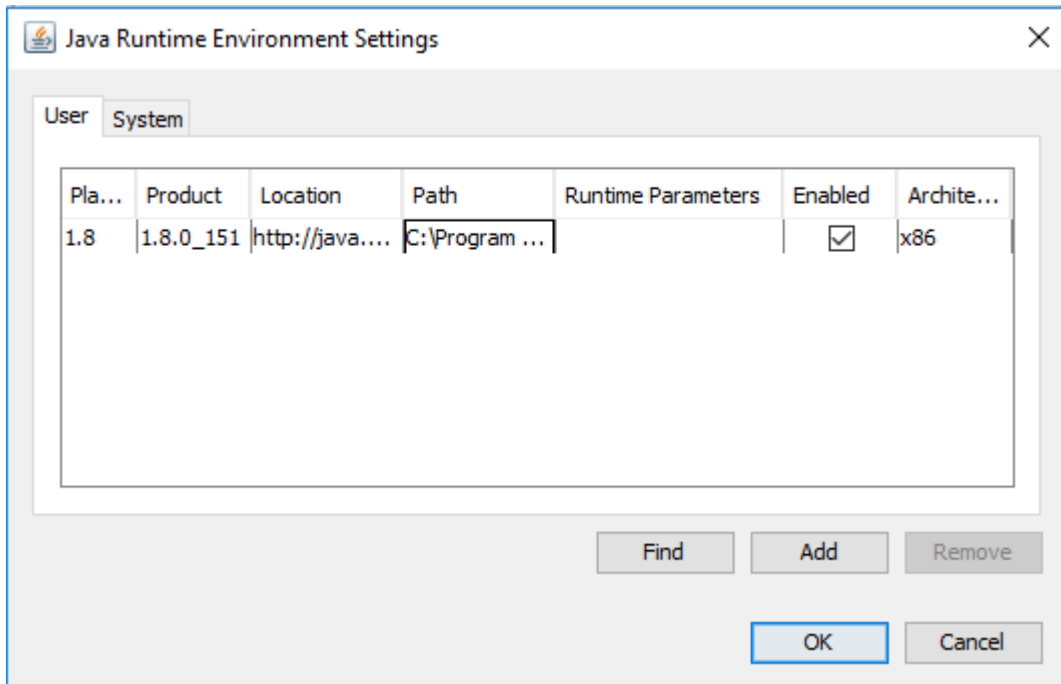 Java Runtime Environment Settings
User System
Pla... Product Location Path Runtime Parameters Enabled Archite...
1.8 1.8.0_151 http://java.... C:\Program ... x86
Find Add Remove
OK Cancel